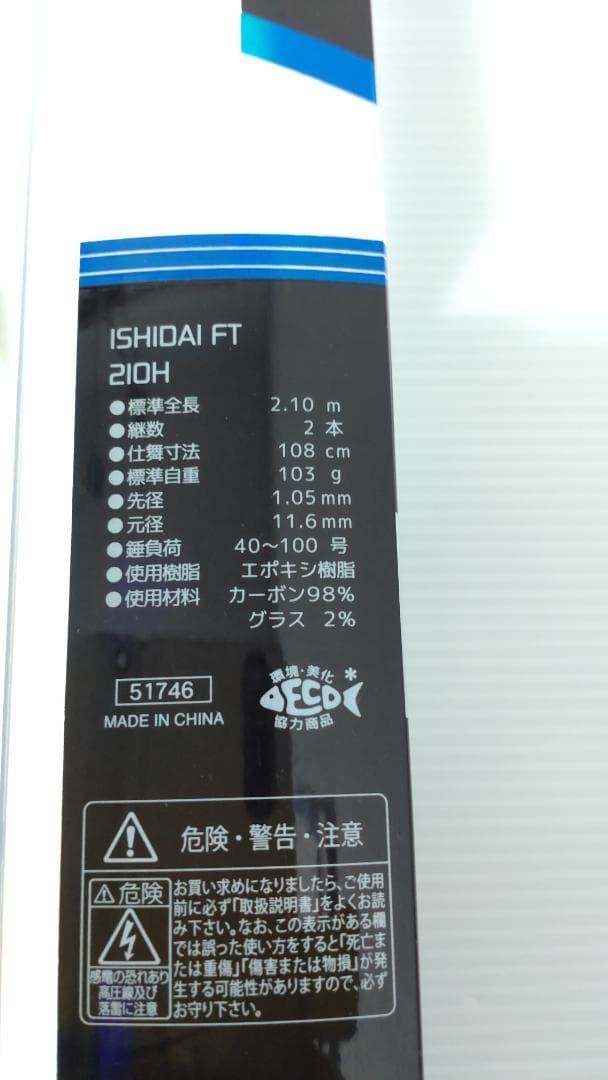 ISHIDAI FT
210H
●標準全長 2.10 m
●継数 2 本
●仕舞寸法 108 cm
●標準自重 103 g
●先径 1.05mm
●元径 11.6mm
●錘負荷 40〜100 号
●使用樹脂 エポキシ樹脂
●使用材料 カーボン98%
グラス 2%
51746
MADE IN CHINA
環境・美化
ECO
協力商品
危険・警告・注意
危険
感電の恐れあり
高圧線及び
落雷に注意
お買い求めになりましたら、ご使用
前に必ず「取扱説明書」をよくお読
み下さい。なお、この表示がある欄
では誤った使い方をすると「死亡ま
たは重傷」「傷害または物損」が発
生する可能性がありますので、必ず
お守り下さい。